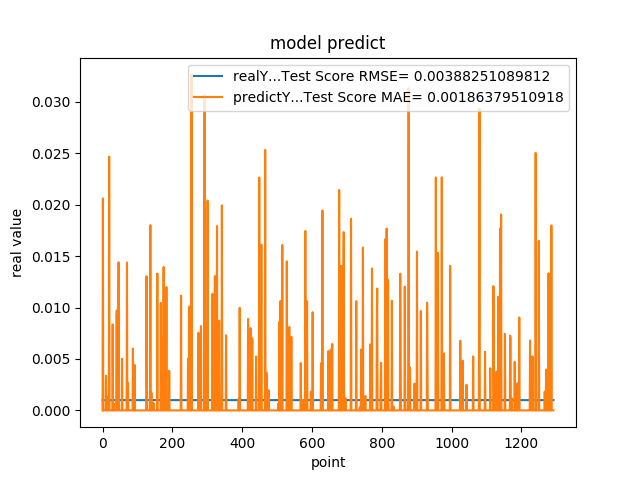 model predict
realY...Test Score RMSE= 0.00388251089812
predictY...Test Score MAE= 0.00186379510918
real value
0.030
0.025
0.020
0.015
0.010
0.005
0.000
0
200
400
600
800
1000
1200
point